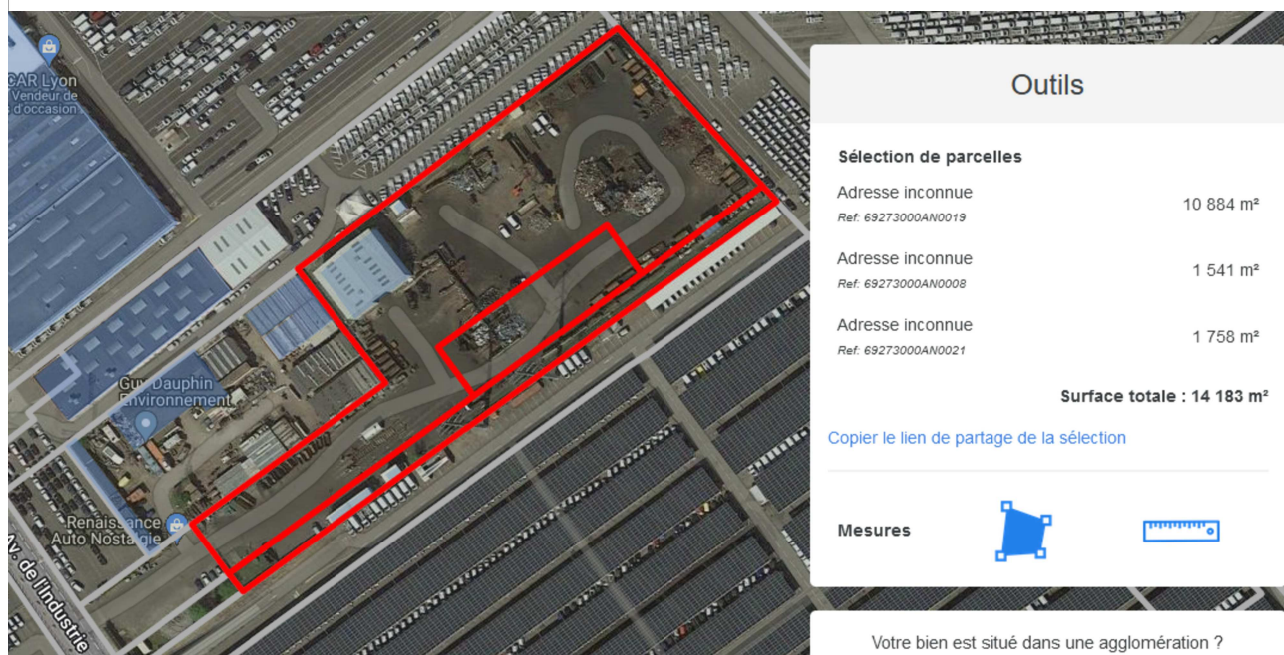 CAR Lyon
Vendeur de
d'occasion
Guy Dauphin
Environnement
Renaissance
Auto Nostalgie
Av. de l'Industrie
Outils
Sélection de parcelles
Adresse inconnue
10 884 m²
Ref: 69273000AN0019
Adresse inconnue
1 541 m²
Ref: 69273000AN0008
Adresse inconnue
1 758 m²
Ref: 69273000AN0021
Surface totale : 14 183 m²
Copier le lien de partage de la sélection
Mesures
Votre bien est situé dans une agglomération ?